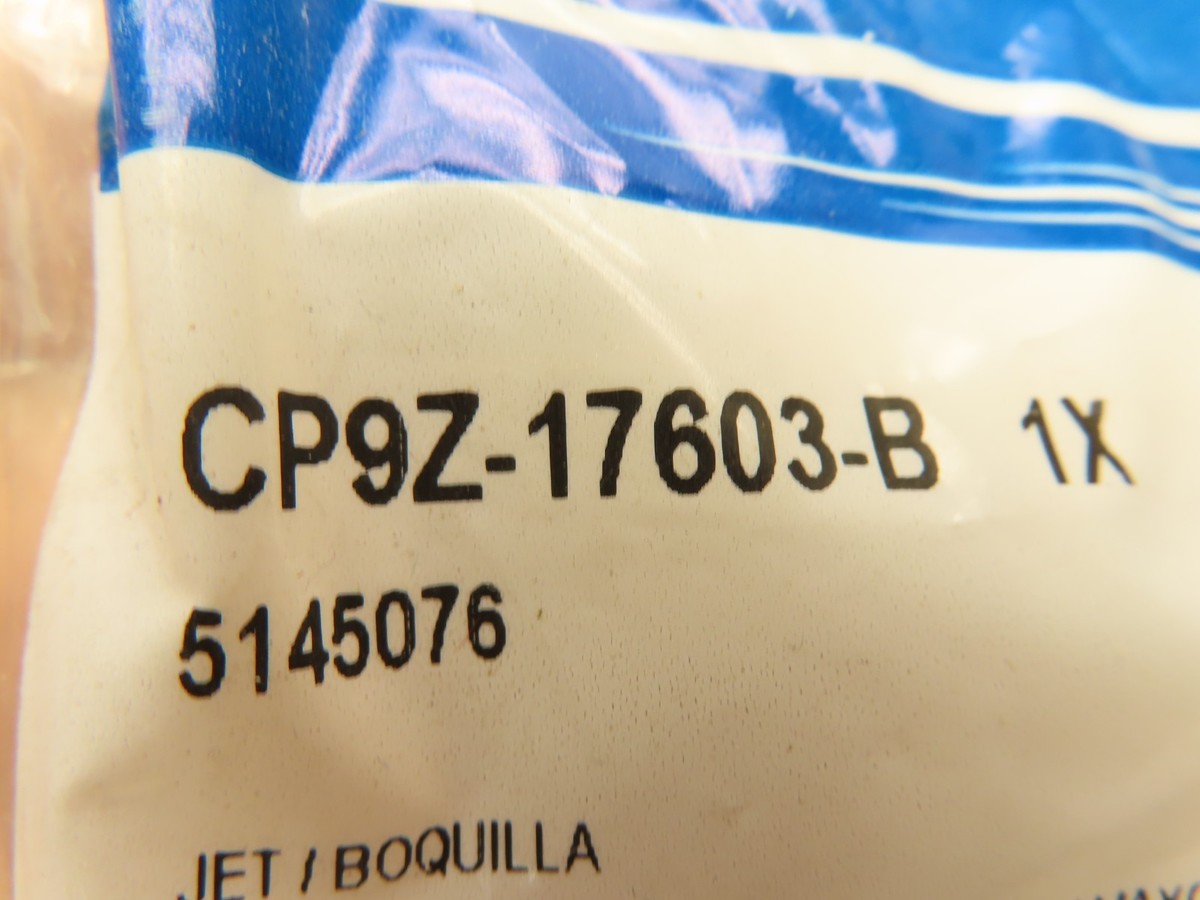 CP9Z-17603-B 1X
5145076
JET / BOQUILLA